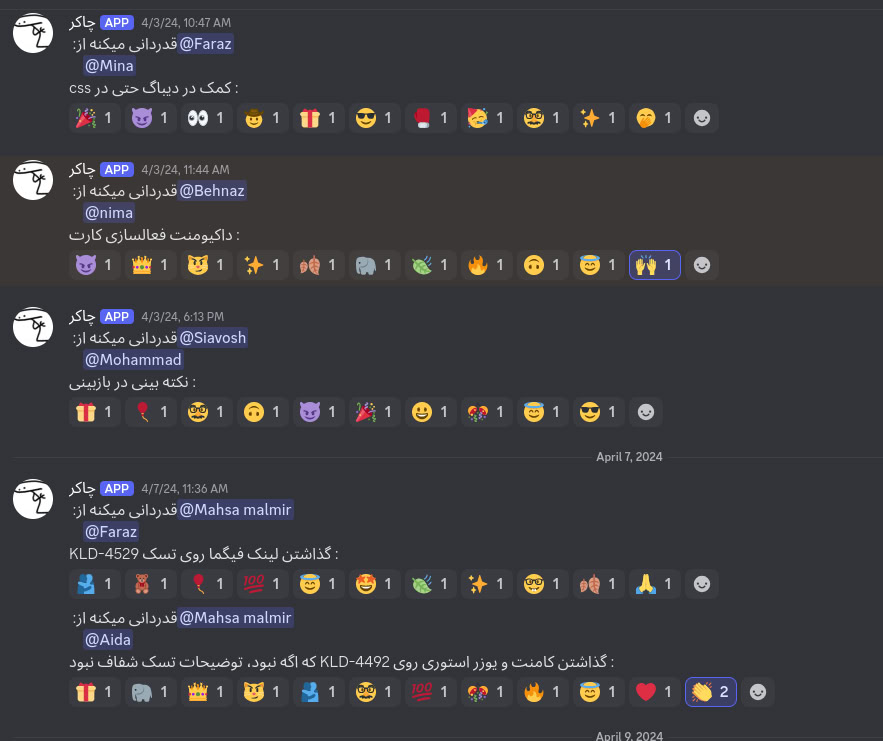 چاکر APP 4/3/24, 10:47 AM
@Faraz قدردانی میکنه از:
@Mina
: کمک در دیباگ حتی در css
1 1 1 1 1 1 1 1 1 1 1
چاکر APP 4/3/24, 11:44 AM
@Behnaz قدردانی میکنه از:
@nima
: داکیومنت فعالسازی کارت
1 1 1 1 1 1 1 1 1 1 1
چاکر APP 4/3/24, 6:13 PM
@Siavosh قدردانی میکنه از:
@Mohammad
: نکته بینی در بازبینی
1 1 1 1 1 1 1 1 1 1
April 7, 2024
چاکر APP 4/7/24, 11:36 AM
@Mahsa malmir قدردانی میکنه از:
@Faraz
: گذاشتن لینک فیگما روی تسک KLD-4529
1 1 1 100 1 1 1 1 1 1 1 1
@Mahsa malmir قدردانی میکنه از:
@Aida
: گذاشتن کامنت و یوزر استوری روی KLD-4492 که اگه نبود، توضیحات تسک شفاف نبود
1 1 1 1 1 1 100 1 1 1 1 1 2
April 9, 2024